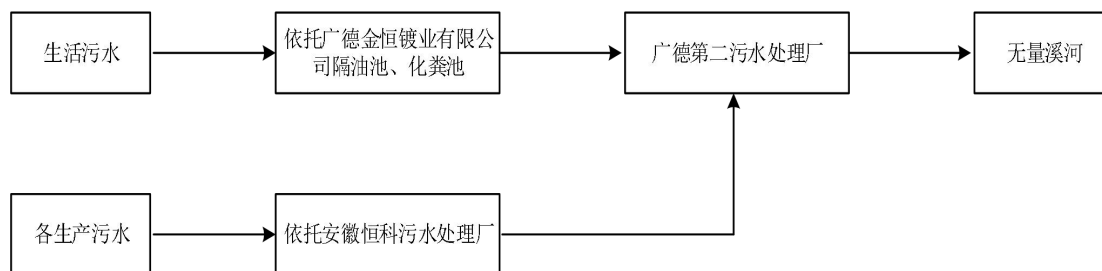 生活污水
依托广德金恒镀业有限公
司隔油池、化粪池
广德第二污水处理厂
无量溪河
各生产污水
依托安徽恒科污水处理厂